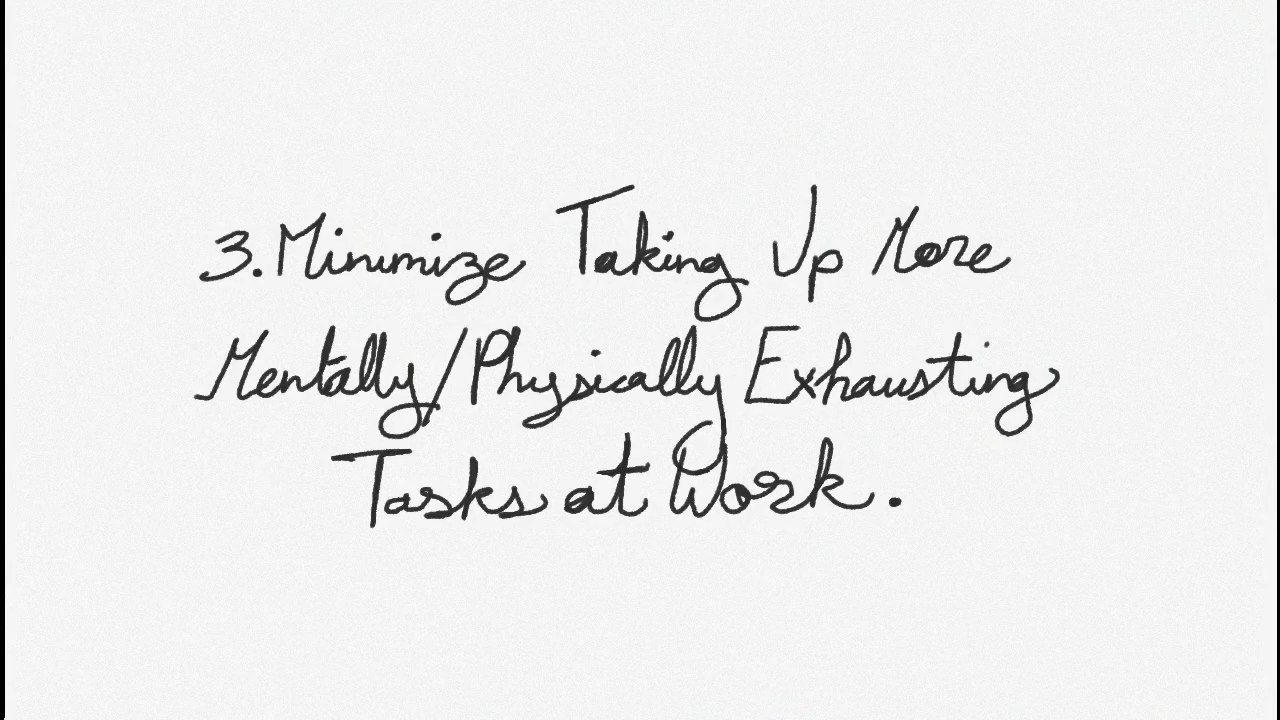 3. Minimize Taking Up More
Mentally/Physically Exhausting
Tasks at Work.